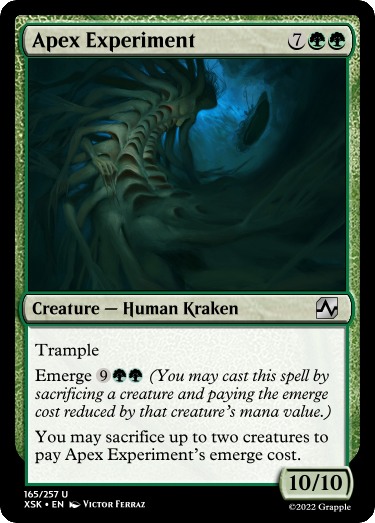 Apex Experiment 7
Creature — Human Kraken
Trample
Emerge 9 (You may cast this spell by
sacrificing a creature and paying the emerge
cost reduced by that creature's mana value.)
You may sacrifice up to two creatures to
pay Apex Experiment's emerge cost.
10/10
165/257 U
XSK • EN Victor Ferraz
©2022 Grapple